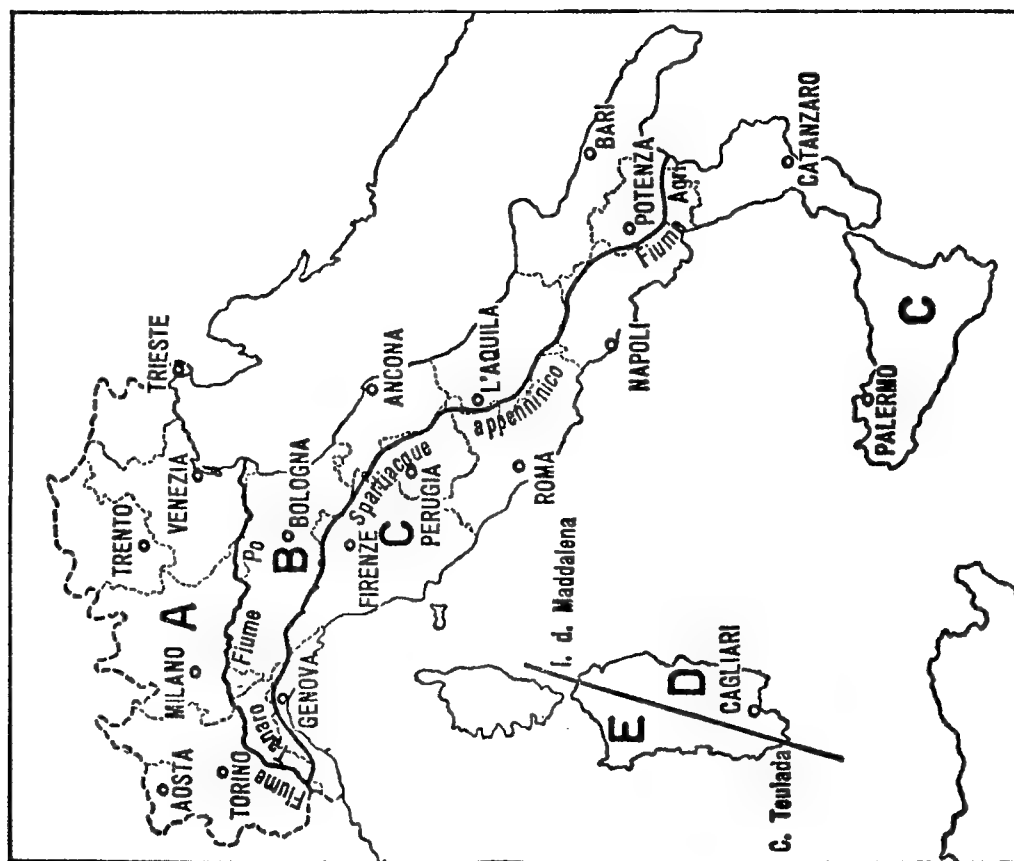 AOSTA
TORINO
MILANO
TRENTO
VENEZIA
TRIESTE
A
Fiume
Tanaro
Fiume
Po
GENOVA
B
BOLOGNA
FIRENZE
ANCONA
C
PERUGIA
Spartiacque
appenninico
L'AQUILA
ROMA
NAPOLI
BARI
POTENZA
Fiume
Agri
CATANZARO
I. d. Maddalena
E
D
CAGLIARI
C. Teulada
PALERMO
C